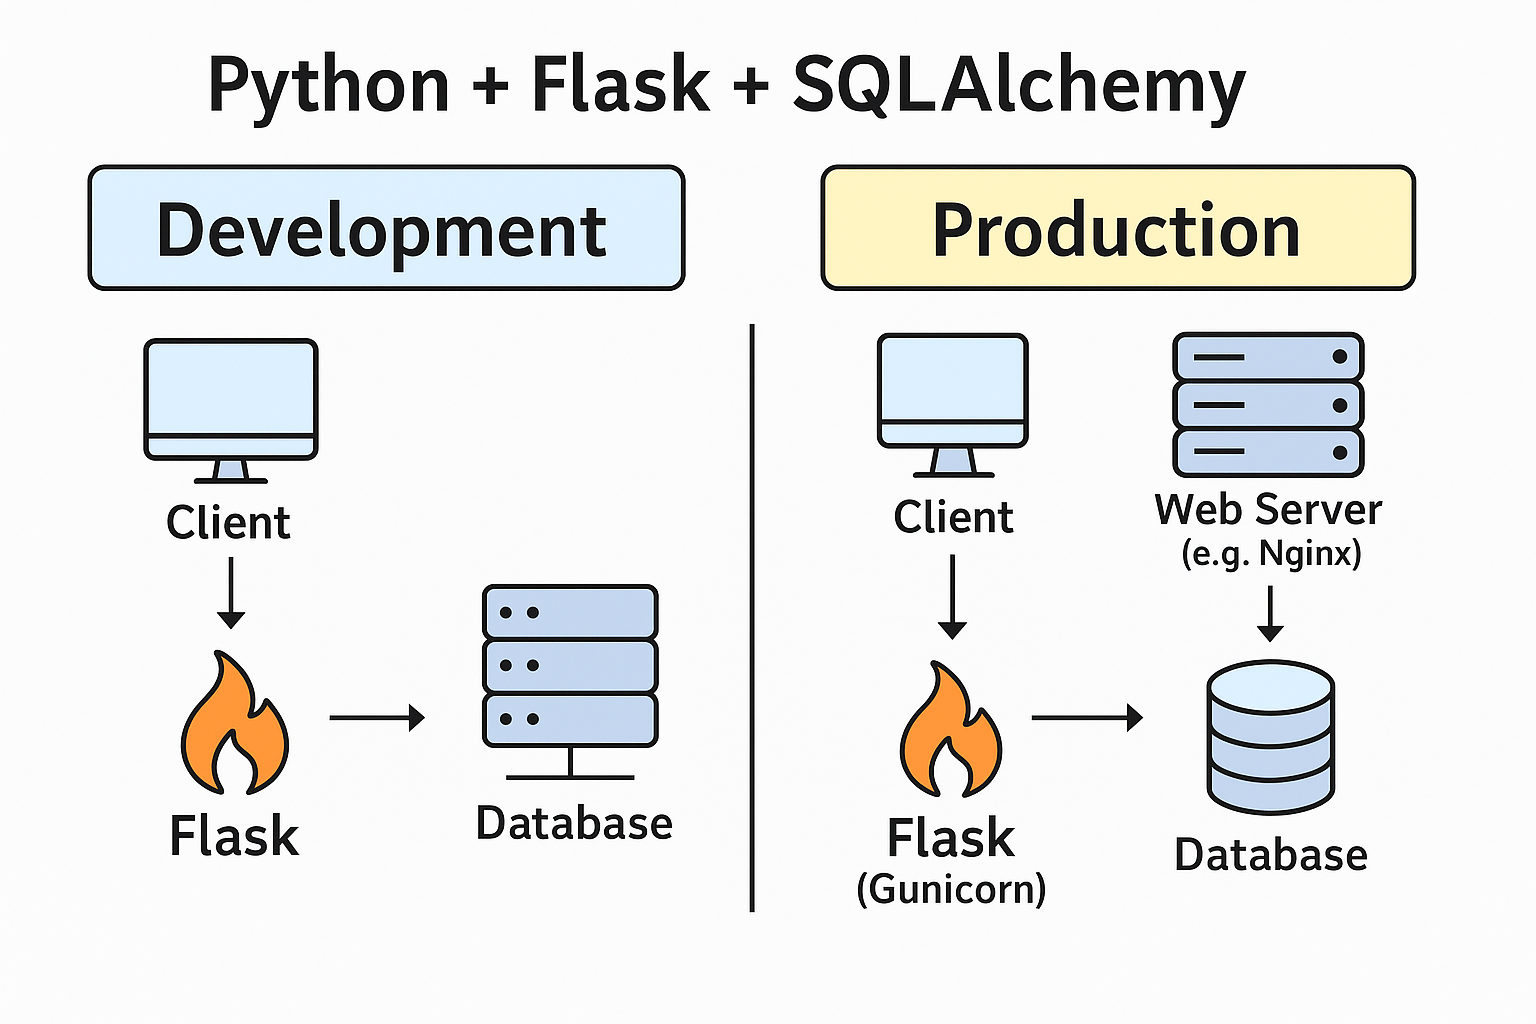 Python + Flask + SQLAlchemy
Development
Client
Flask
Database
Production
Client
Web Server
(e.g. Nginx)
Flask
(Gunicorn)
Database